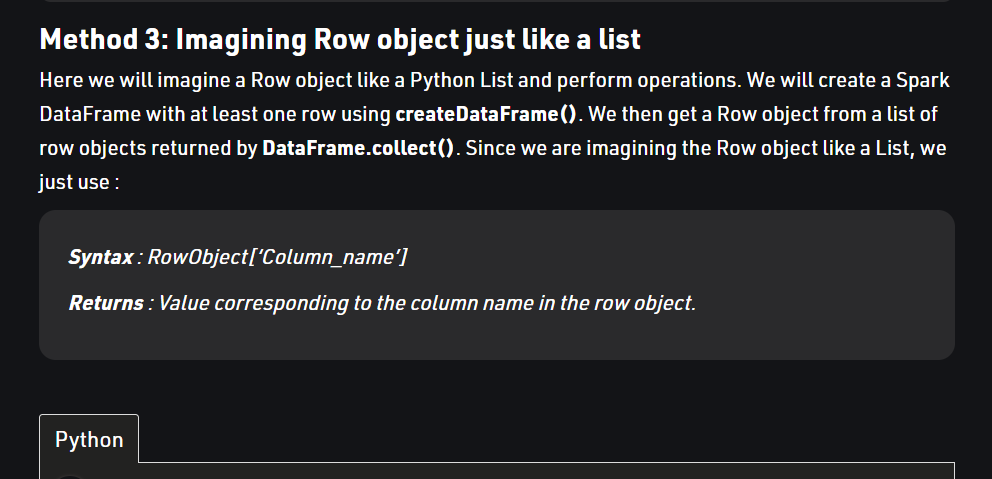 Method 3: Imagining Row object just like a list
Here we will imagine a Row object like a Python List and perform operations. We will create a Spark
DataFrame with at least one row using createDataFrame(). We then get a Row object from a list of
row objects returned by DataFrame.collect(). Since we are imagining the Row object like a List, we
just use :
Syntax : RowObject[‘Column_name’]
Returns : Value corresponding to the column name in the row object.
Python